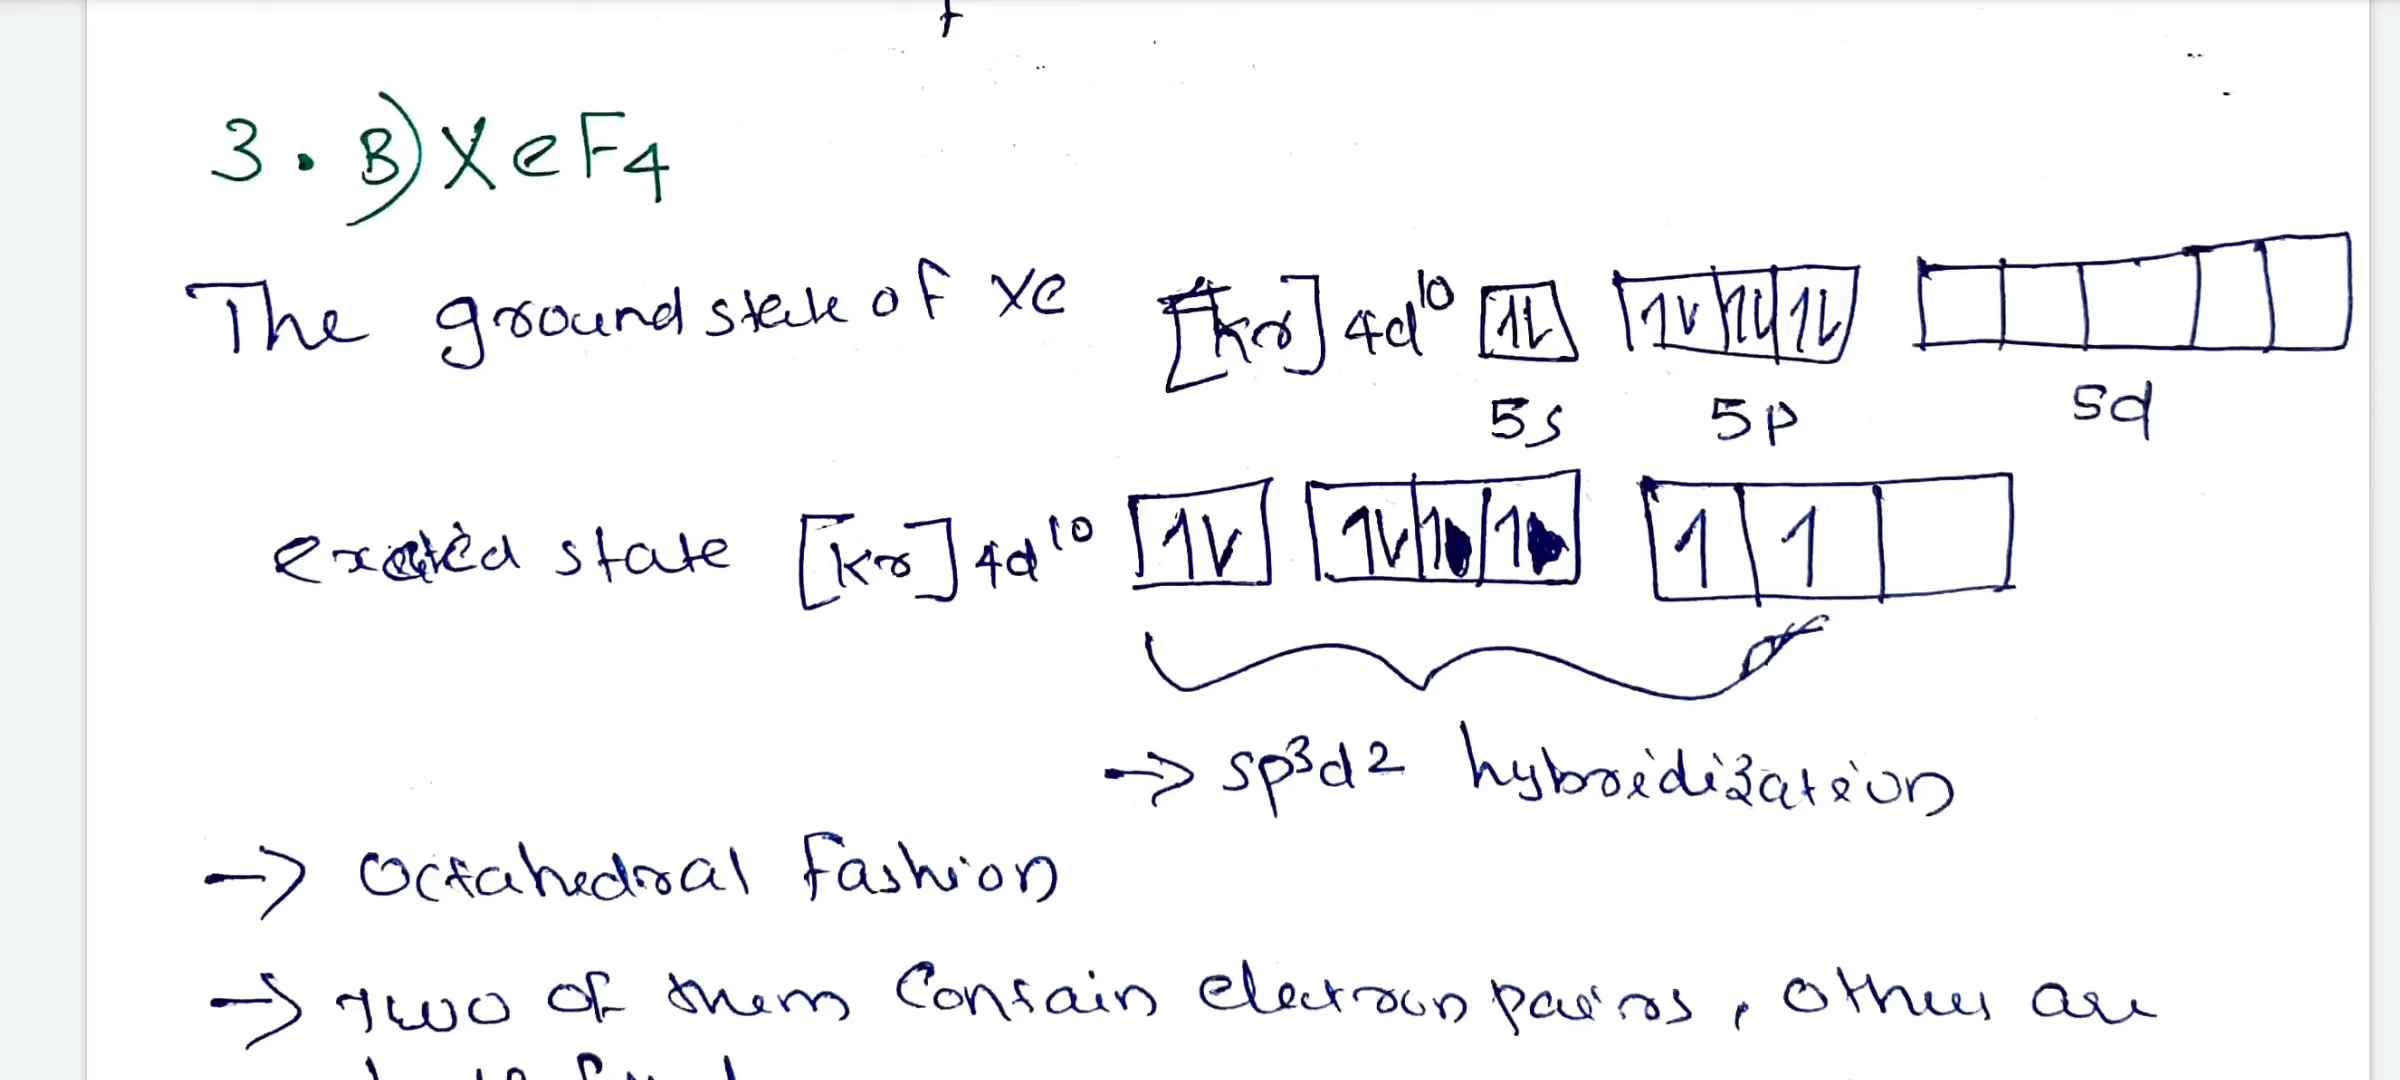 3. B) XeF4
The ground state of Xe [Kr] 4d10 [1L] [1L 1L 1L] [ ]
5s 5p 5d
excited state [Kr] 4d10 [1L] [1L 1 1] [1 1 ]
-> sp3d2 hybridization
-> Octahedral fashion
-> Two of them Contain electron pairs, others are